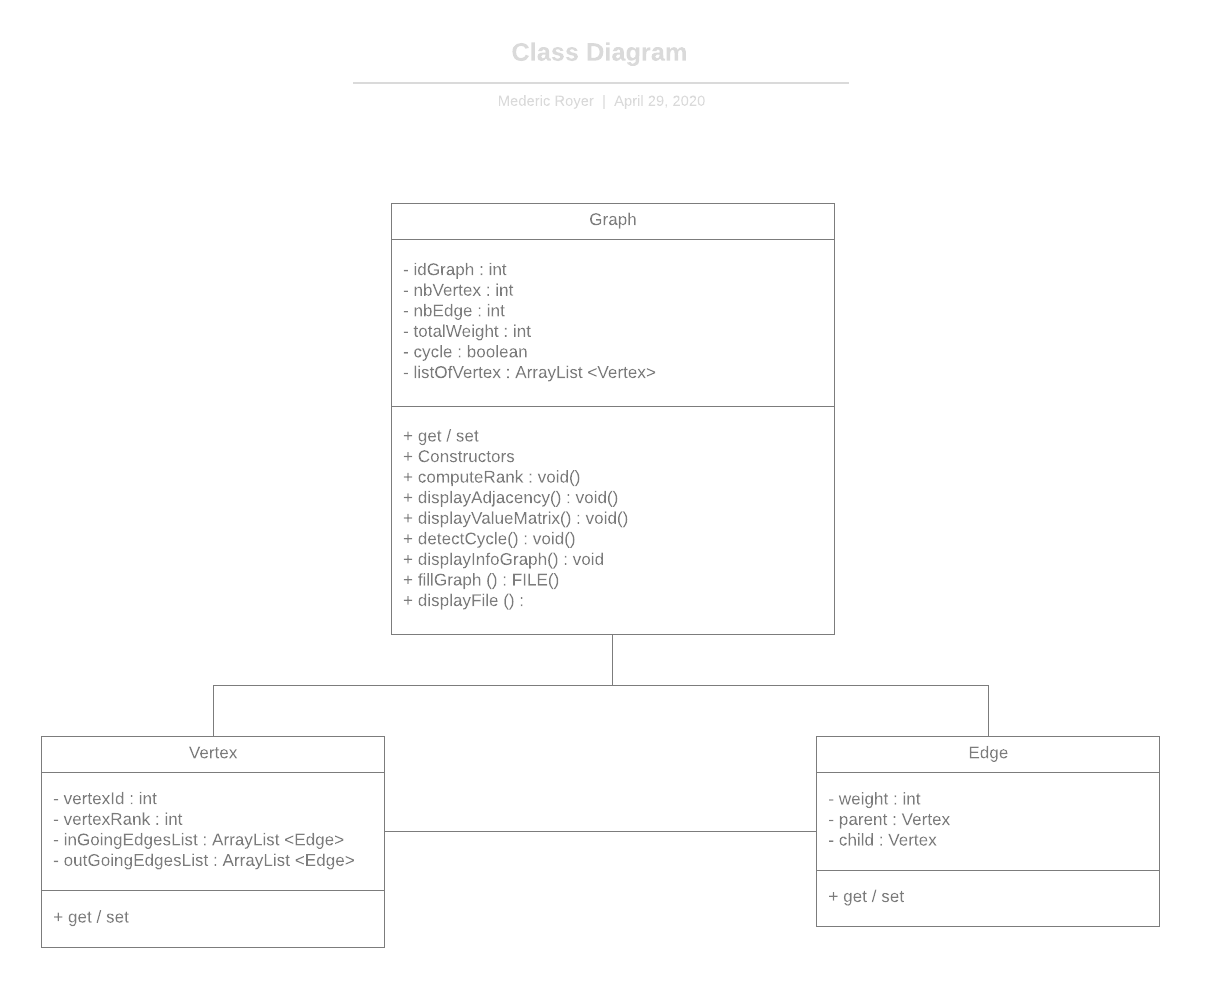 Class Diagram
Mederic Royer | April 29, 2020
Graph
- idGraph : int
- nbVertex : int
- nbEdge : int
- totalWeight : int
- cycle : boolean
- listOfVertex : ArrayList <Vertex>
+ get / set
+ Constructors
+ computeRank : void()
+ displayAdjacency() : void()
+ displayValueMatrix() : void()
+ detectCycle() : void()
+ displayInfoGraph() : void
+ fillGraph () : FILE()
+ displayFile () :
Vertex
- vertexId : int
- vertexRank : int
- inGoingEdgesList : ArrayList <Edge>
- outGoingEdgesList : ArrayList <Edge>
+ get / set
Edge
- weight : int
- parent : Vertex
- child : Vertex
+ get / set